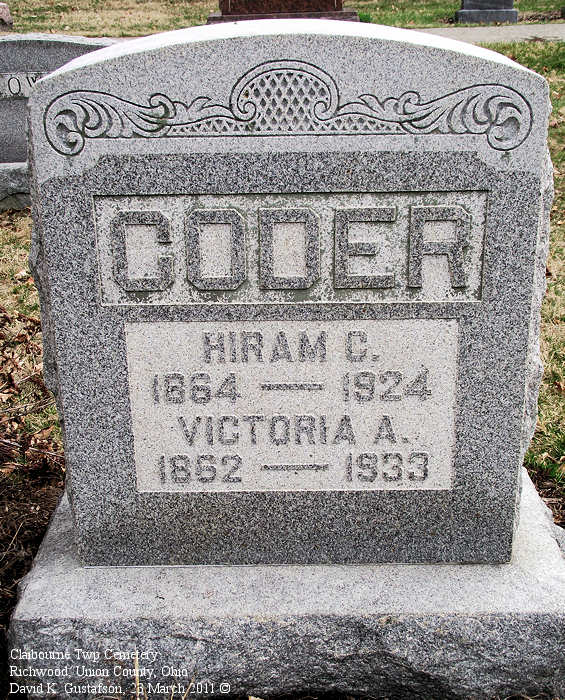 CODER
HIRAM C.
1864 — 1924
VICTORIA A.
1862 — 1933
Claibourne Twp Cemetery
Richwood, Union County, Ohio
David K. Gustafson, 23 March 2011 ©